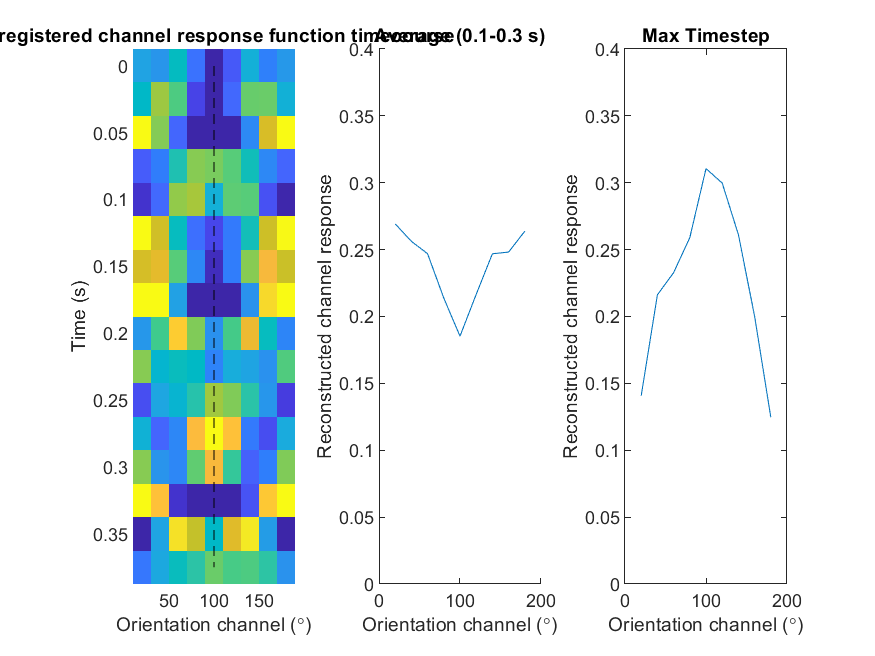 registered channel response function timecourse
Average (0.1-0.3 s)
Max Timestep
Time (s)
0
0.05
0.1
0.15
0.2
0.25
0.3
0.35
50 100 150
Orientation channel (°)
Reconstructed channel response
0.4
0.35
0.3
0.25
0.2
0.15
0.1
0.05
0
0 100 200
Orientation channel (°)
Reconstructed channel response
0.4
0.35
0.3
0.25
0.2
0.15
0.1
0.05
0
0 100 200
Orientation channel (°)